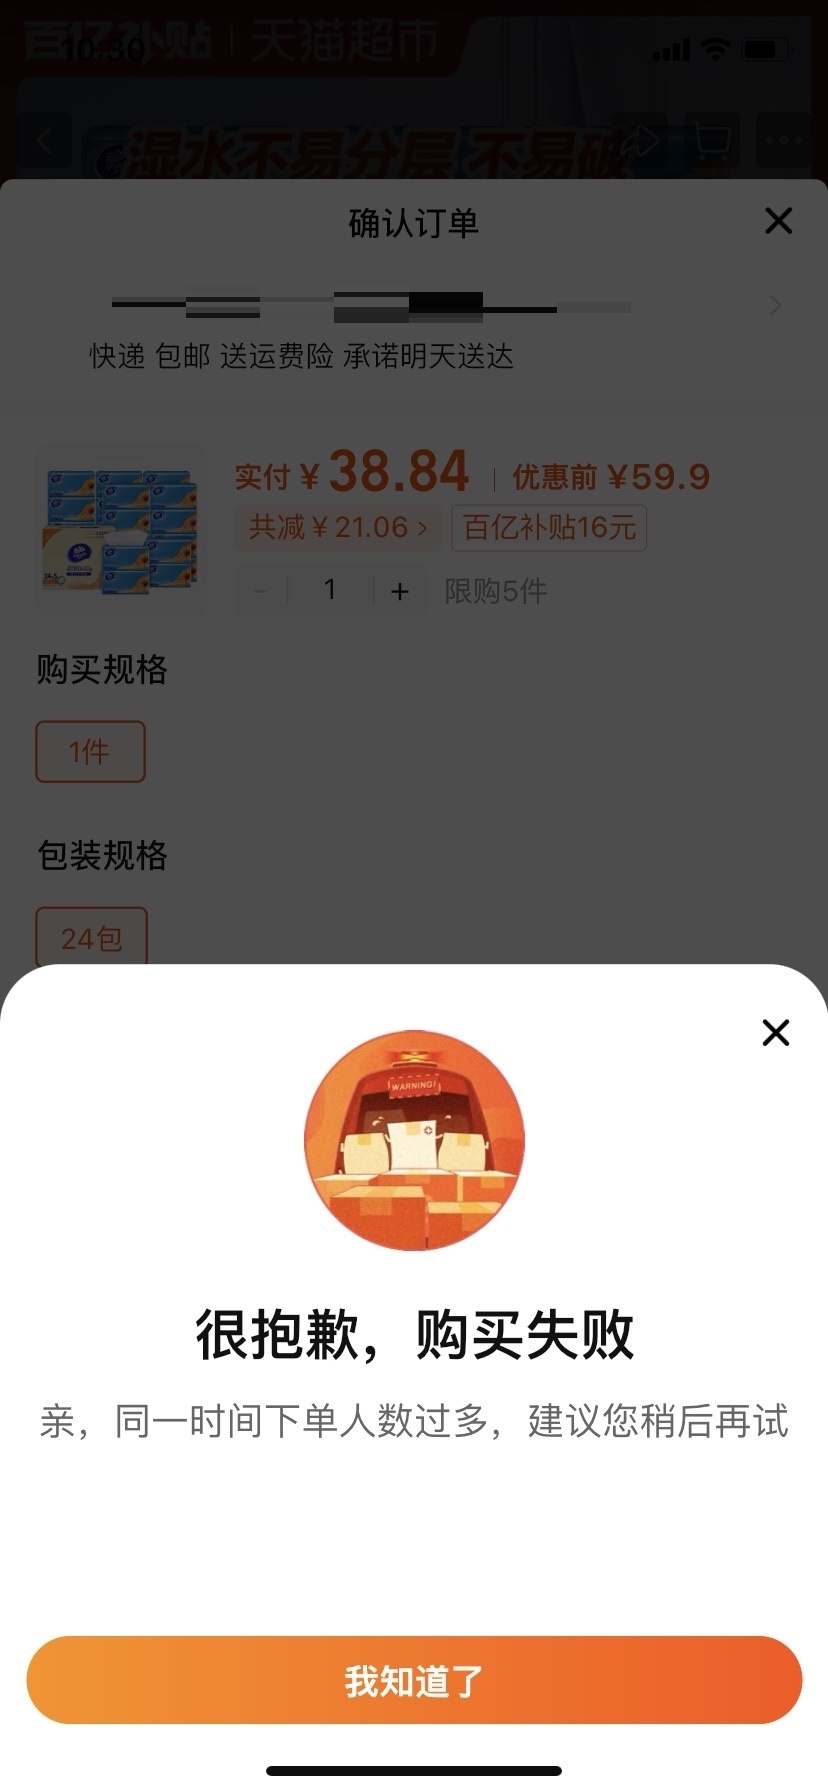 百亿补贴 | 天猫超市
10:30
湿水不易分层 不易破
确认订单
快递 包邮 送运费险 承诺明天送达
实付 ¥38.84 | 优惠前 ¥59.9
共减 ¥21.06 > 百亿补贴16元
- 1 + 限购5件
购买规格
1件
包装规格
24包
WARNING!
很抱歉，购买失败
亲，同一时间下单人数过多，建议您稍后再试
我知道了